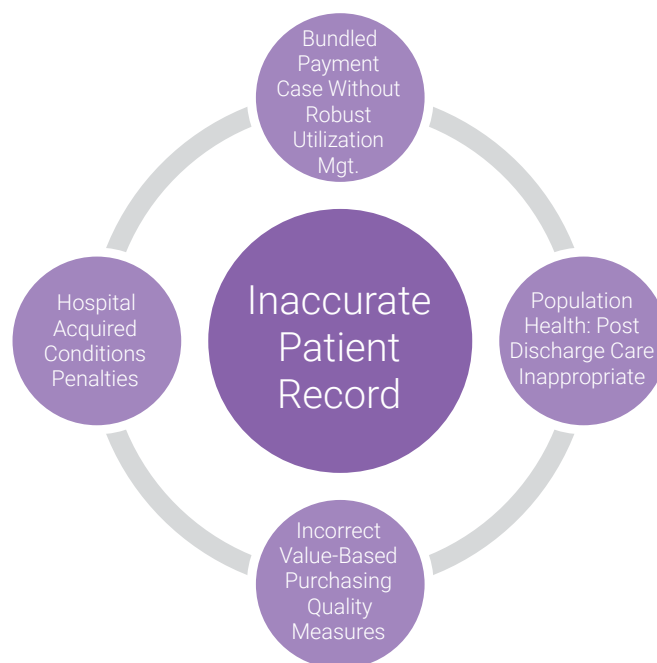 Bundled
Payment
Case Without
Robust
Utilization
Mgt.
Inaccurate
Patient
Record
Hospital
Acquired
Conditions
Penalties
Population
Health: Post
Discharge Care
Inappropriate
Incorrect
Value-Based
Purchasing
Quality
Measures